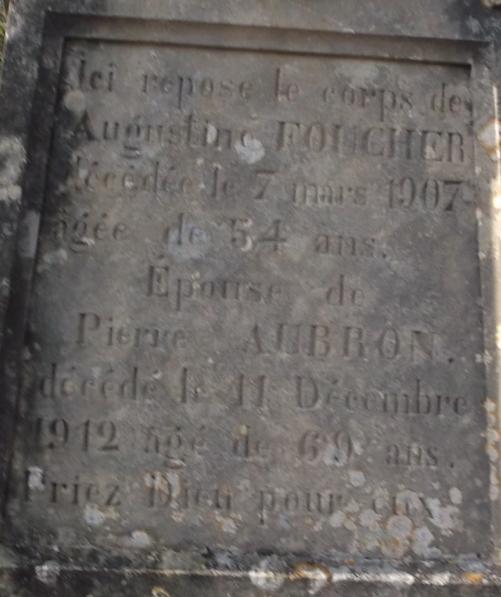 Ici repose le corps de
Augustine FOUCHER
décédée le 7 mars 1907
âgée de 54 ans.
Épouse de
Pierre AUBRON.
décédé le 11 Décembre
1912 âgé de 69 ans.
Priez Dieu pour eux